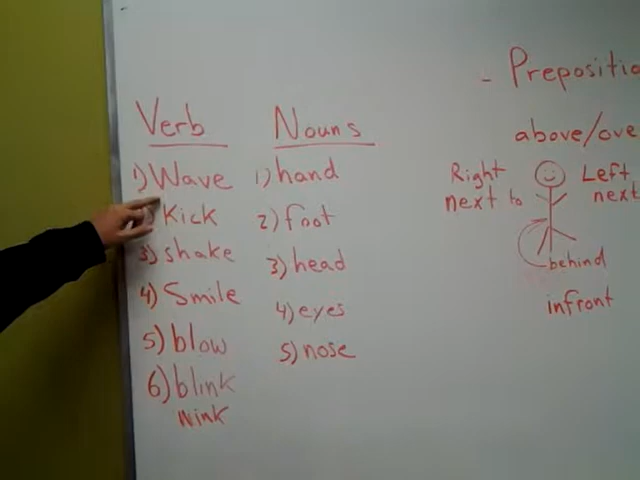 Verb
1) Wave
Kick
3) shake
4) Smile
5) blow
6) blink
Wink
Nouns
1) hand
2) foot
3) head
4) eyes
5) nose
- Prepositio
above/ove
Right
next to
Left
next
behind
infront